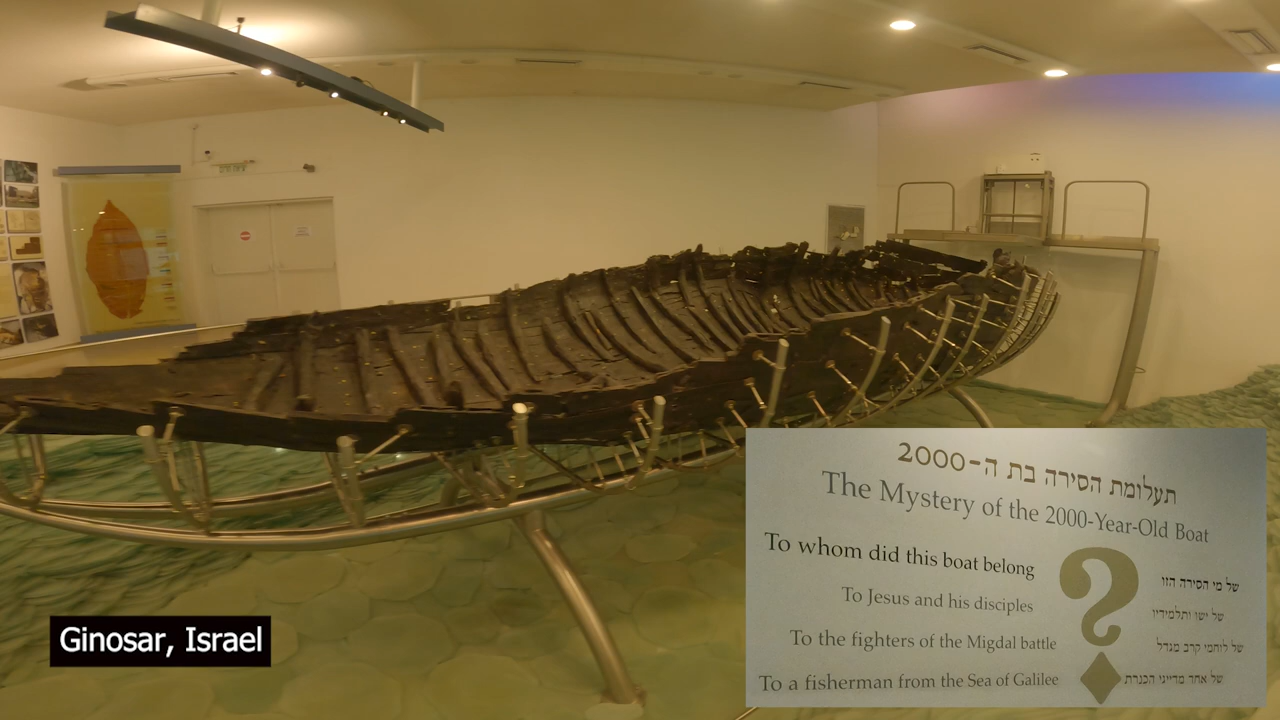 תעלומת הסירה בת ה-2000
The Mystery of the 2000-Year-Old Boat
To whom did this boat belong
של מי הסירה הזו
To Jesus and his disciples
של ישו ותלמידיו
To the fighters of the Migdal battle
של לוחמי קרב מגדל
To a fisherman from the Sea of Galilee
של אחד מדייגי הכנרת
?
Ginosar, Israel